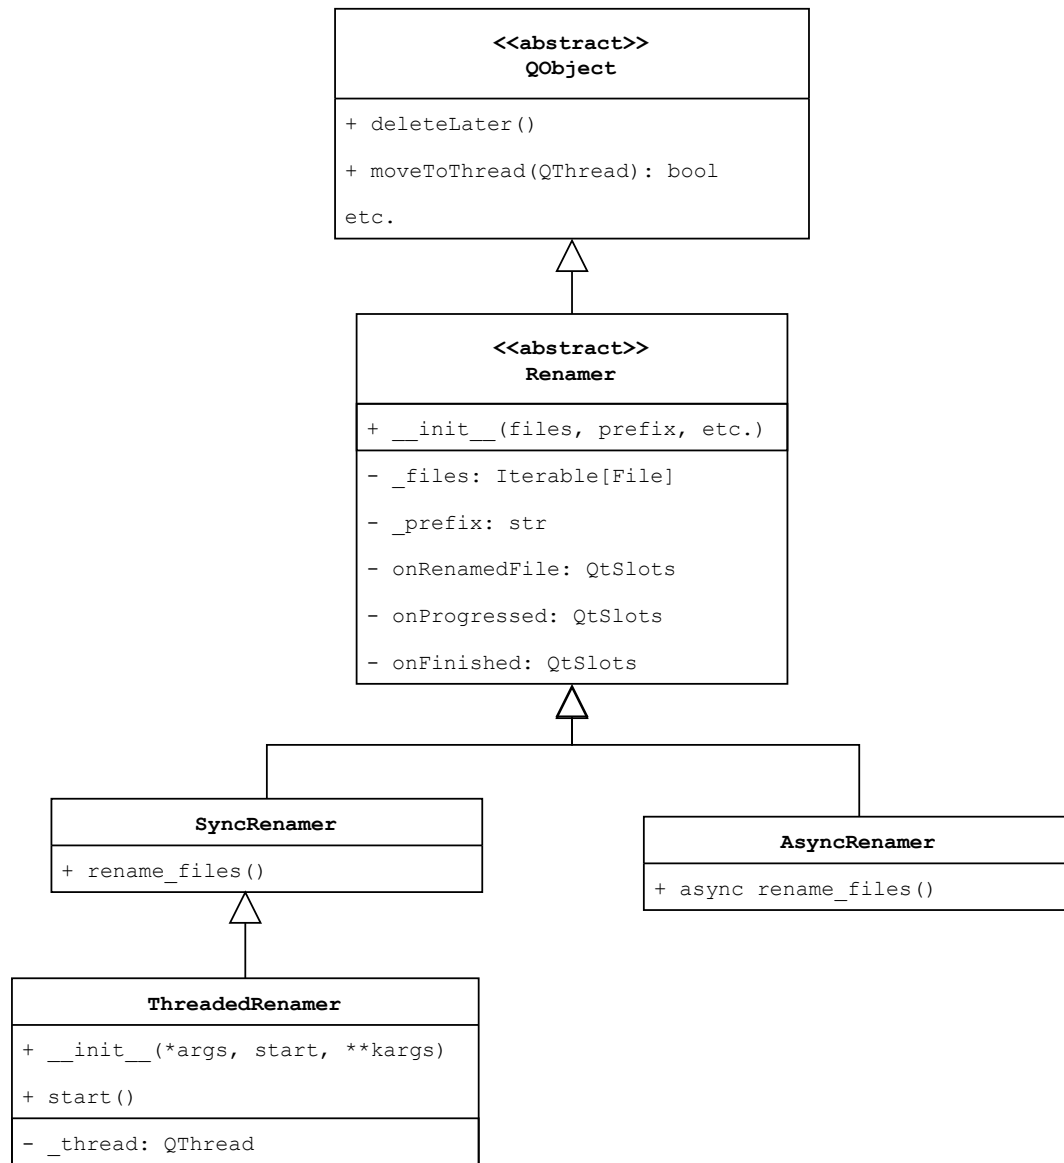 <<abstract>>
QObject
+ deleteLater()
+ moveToThread(QThread): bool
etc.
<<abstract>>
Renamer
+ __init__(files, prefix, etc.)
- _files: Iterable[File]
- _prefix: str
- onRenamedFile: QtSlots
- onProgressed: QtSlots
- onFinished: QtSlots
SyncRenamer
+ rename_files()
AsyncRenamer
+ async rename_files()
ThreadedRenamer
+ __init__(*args, start, **kargs)
+ start()
- _thread: QThread